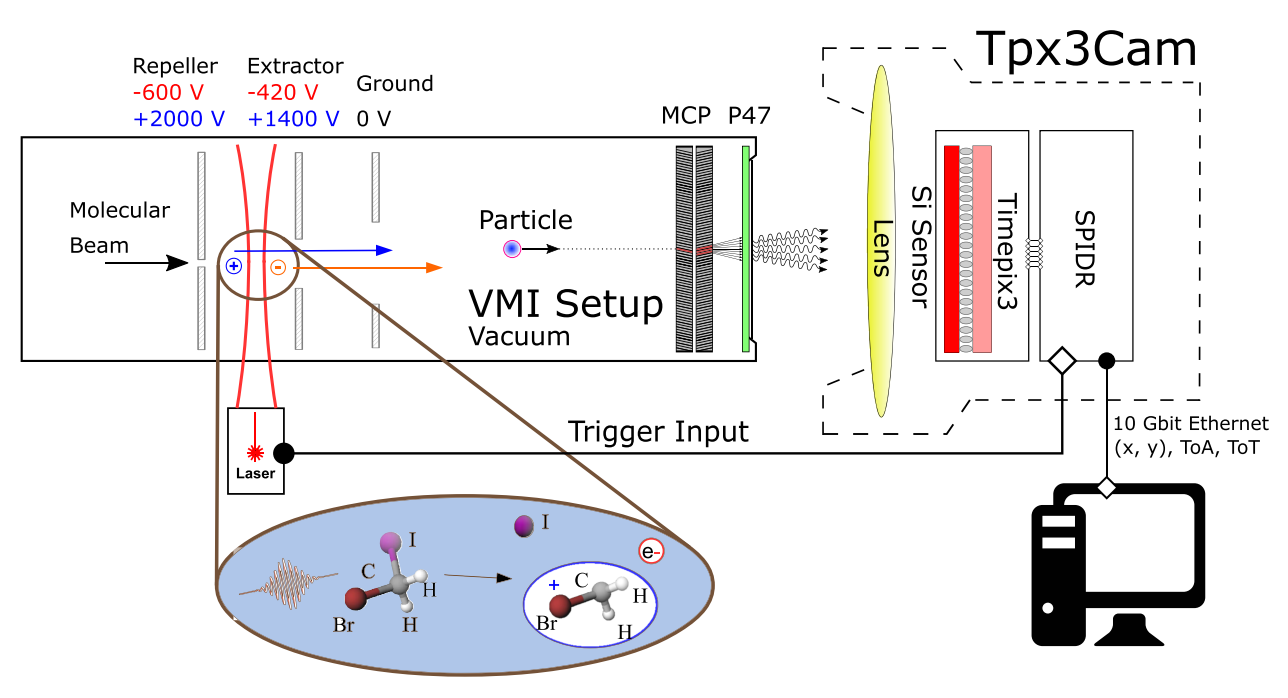 Tpx3Cam
Repeller
-600 V
+2000 V
Extractor
-420 V
+1400 V
Ground
0 V
MCP
P47
Molecular
Beam
+
-
Particle
VMI Setup
Vacuum
Lens
Si Sensor
Timepix3
SPIDR
Laser
Trigger Input
10 Gbit Ethernet
(x, y), ToA, ToT
I
C
H
Br
H
I
e-
+
C
H
Br
H